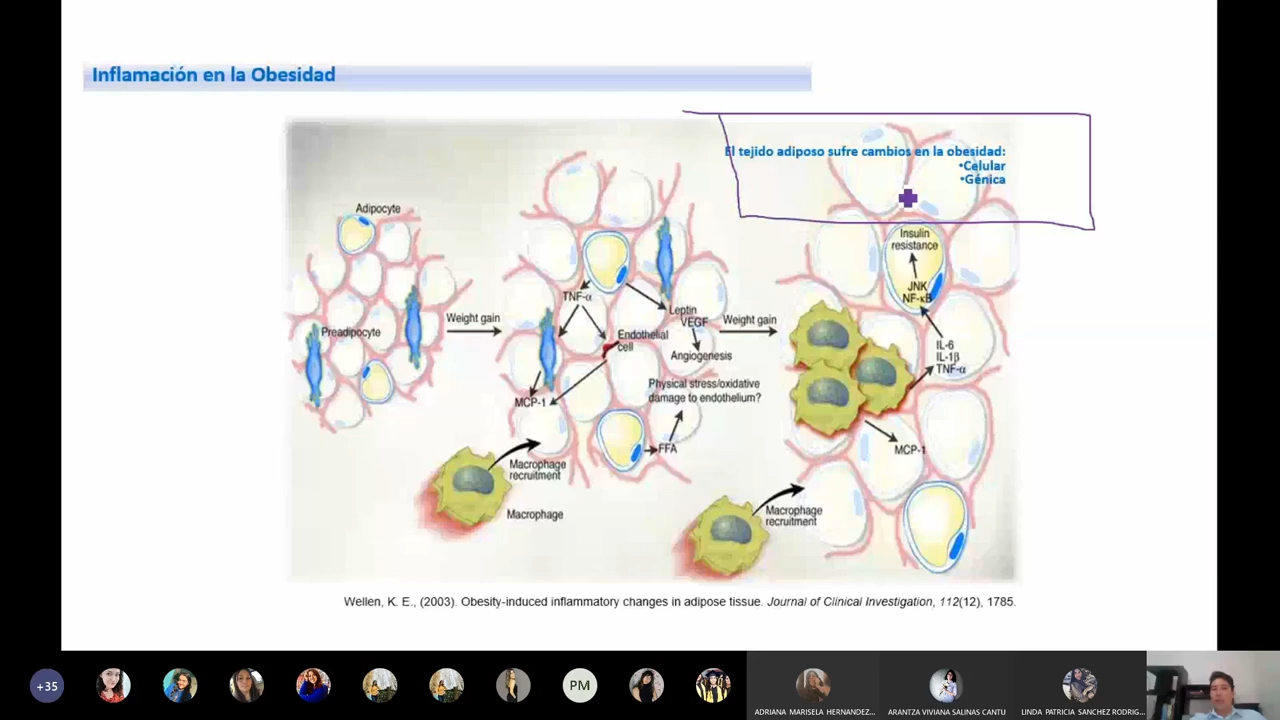 Inflamación en la Obesidad
El tejido adiposo sufre cambios en la obesidad:
•Celular
•Génica
Adipocyte
Preadipocyte
Weight gain
TNF-α
Leptin
VEGF
Endothelial
cell
Angiogenesis
Physical stress/oxidative
damage to endothelium?
MCP-1
FFA
Macrophage
recruitment
Macrophage
Weight gain
Insulin
resistance
JNK
NF-κB
IL-6
IL-1β
TNF-α
MCP-1
Macrophage
recruitment
Wellen, K. E., (2003). Obesity-induced inflammatory changes in adipose tissue. Journal of Clinical Investigation, 112(12), 1785.
+35
PM
ADRIANA MARISELA HERNANDEZ...
ARANTZA VIVIANA SALINAS CANTU
LINDA PATRICIA SANCHEZ RODRIG...